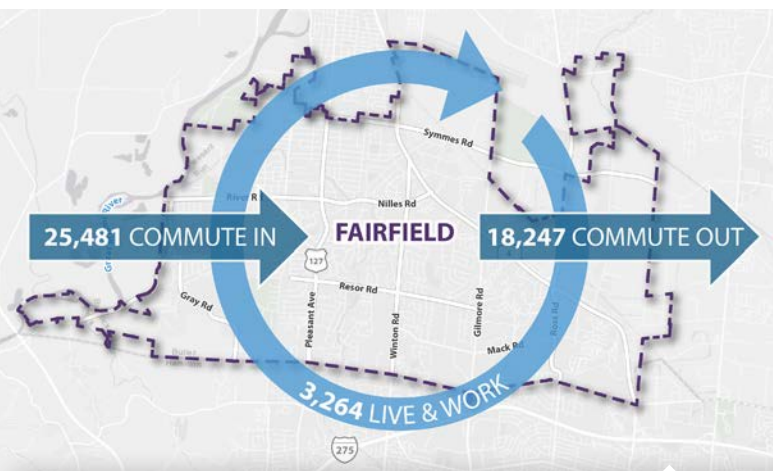 Symmes Rd
River R
Nilles Rd
25,481 COMMUTE IN
FAIRFIELD
18,247 COMMUTE OUT
River
127
Resor Rd
Gray Rd
Pleasant Ave
Winton Rd
Gilmore Rd
Ross Rd
Mack Rd
3,264 LIVE & WORK
275